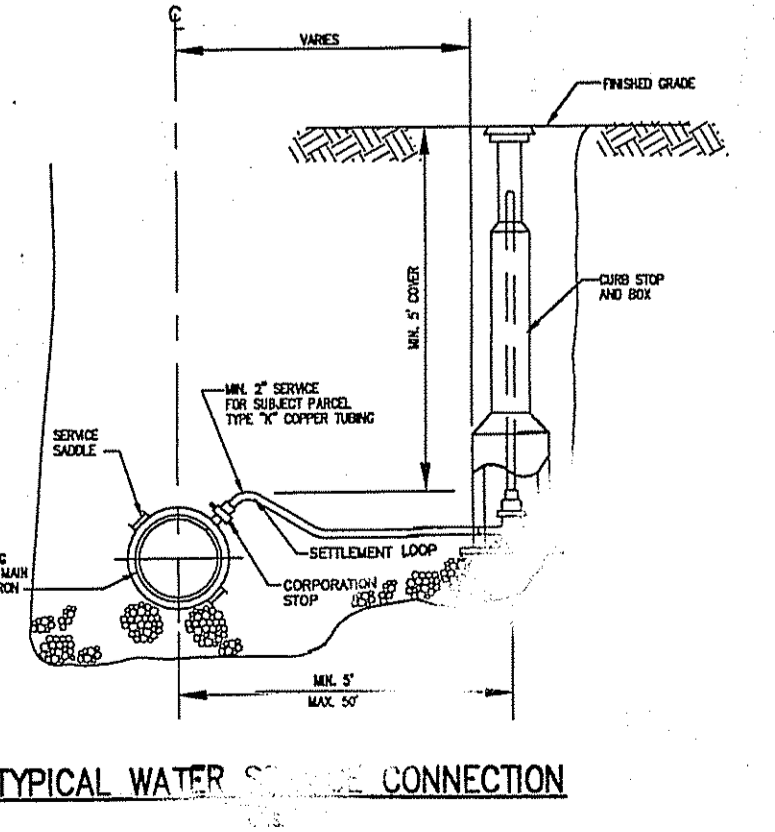 ℄
VARIES
FINISHED GRADE
MIN. 5' COVER
CURB STOP
AND BOX
MIN. 2" SERVICE
FOR SUBJECT PARCEL
TYPE "K" COPPER TUBING
SERVICE
SADDLE
SETTLEMENT LOOP
CORPORATION
STOP
MAIN
MIN. 5'
MAX. 50'
TYPICAL WATER CONNECTION